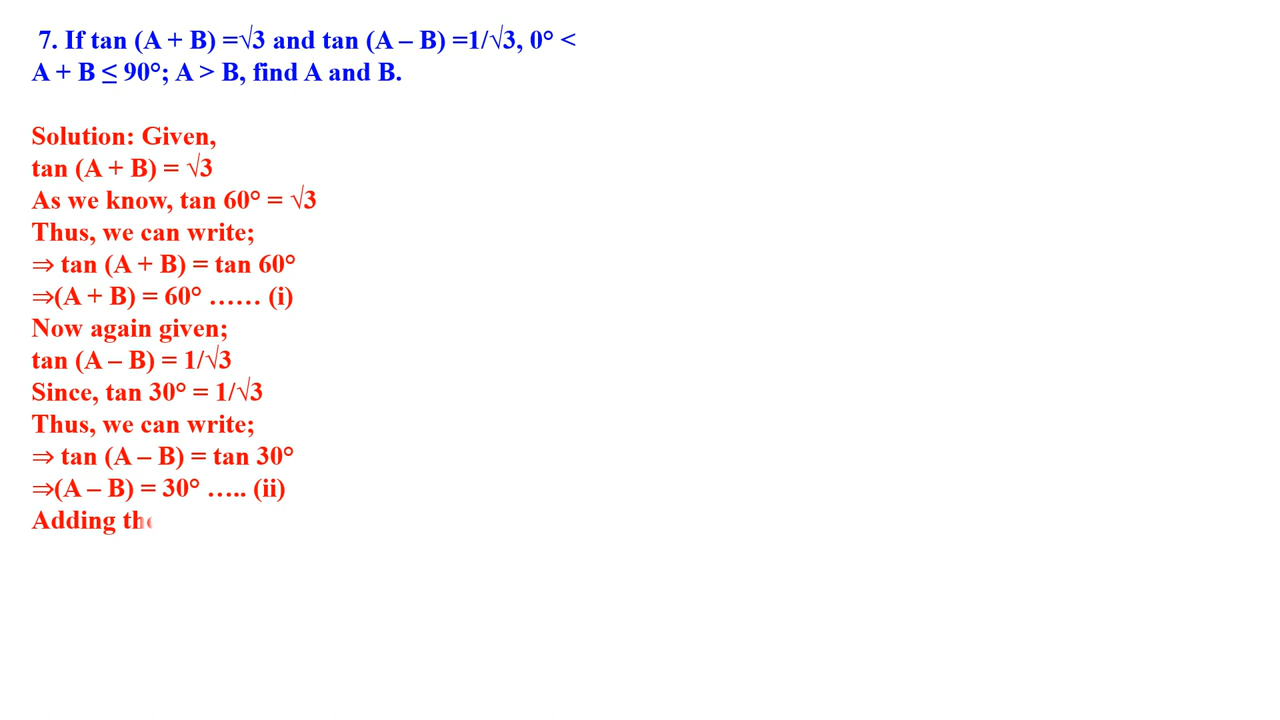 7. If tan (A + B) =√3 and tan (A – B) =1/√3, 0° <
A + B ≤ 90°; A > B, find A and B.
Solution: Given,
tan (A + B) = √3
As we know, tan 60° = √3
Thus, we can write;
⇒ tan (A + B) = tan 60°
⇒(A + B) = 60° …… (i)
Now again given;
tan (A – B) = 1/√3
Since, tan 30° = 1/√3
Thus, we can write;
⇒ tan (A – B) = tan 30°
⇒(A – B) = 30° ….. (ii)
Adding the